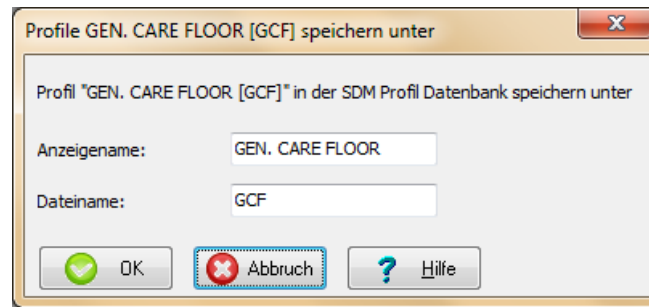 Profile GEN. CARE FLOOR [GCF] speichern unter
Profil "GEN. CARE FLOOR [GCF]" in der SDM Profil Datenbank speichern unter
Anzeigename: GEN. CARE FLOOR
Dateiname: GCF
OK Abbruch ? Hilfe